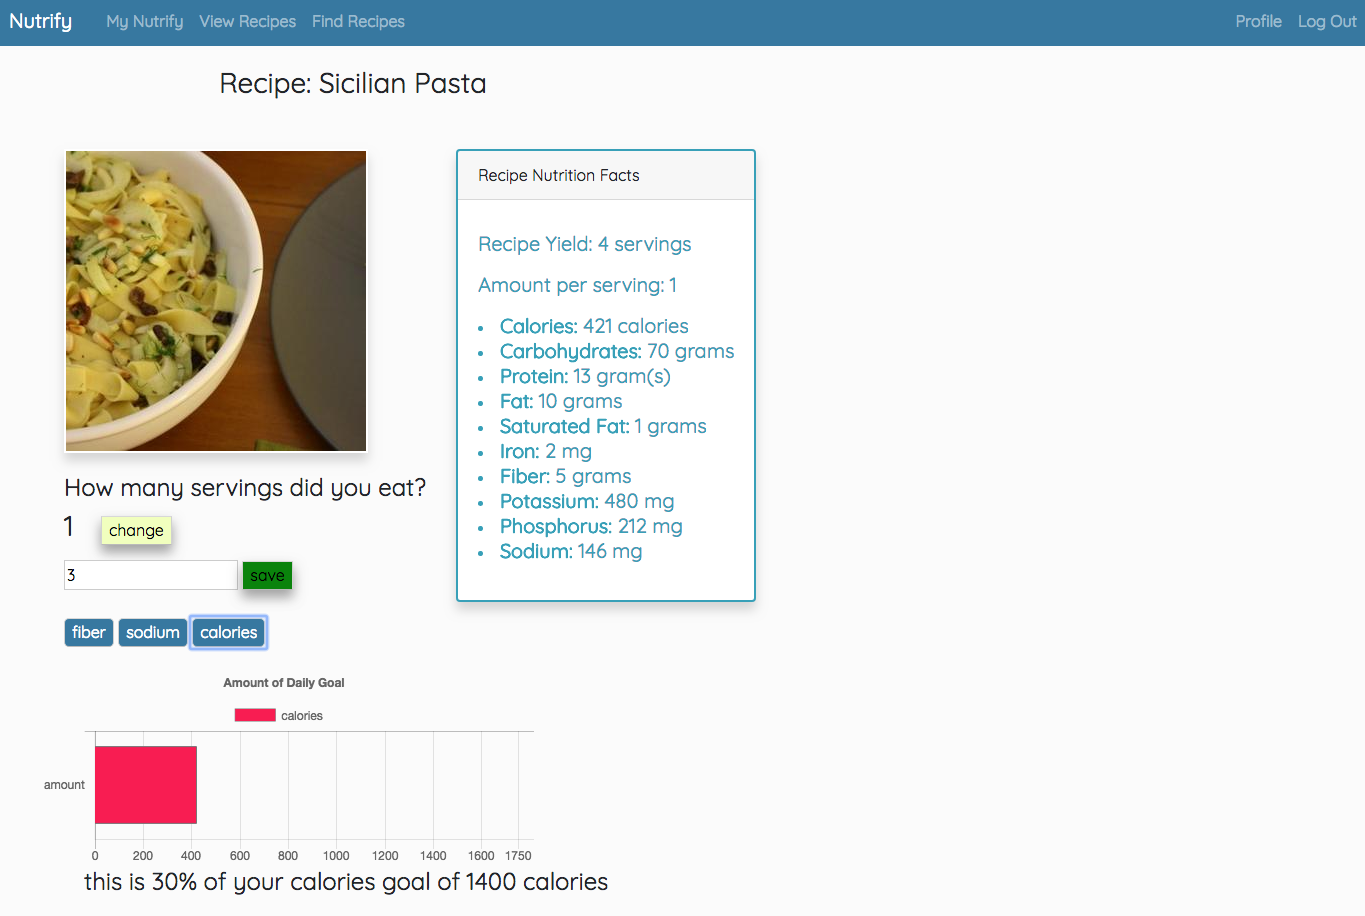 Nutrify My Nutrify View Recipes Find Recipes Profile Log Out
Recipe: Sicilian Pasta
Recipe Nutrition Facts
Recipe Yield: 4 servings
Amount per serving: 1
Calories: 421 calories
Carbohydrates: 70 grams
Protein: 13 gram(s)
Fat: 10 grams
Saturated Fat: 1 grams
Iron: 2 mg
Fiber: 5 grams
Potassium: 480 mg
Phosphorus: 212 mg
Sodium: 146 mg
How many servings did you eat?
1 change
3 save
fiber sodium calories
Amount of Daily Goal
calories
amount
0 200 400 600 800 1000 1200 1400 1600 1750
this is 30% of your calories goal of 1400 calories